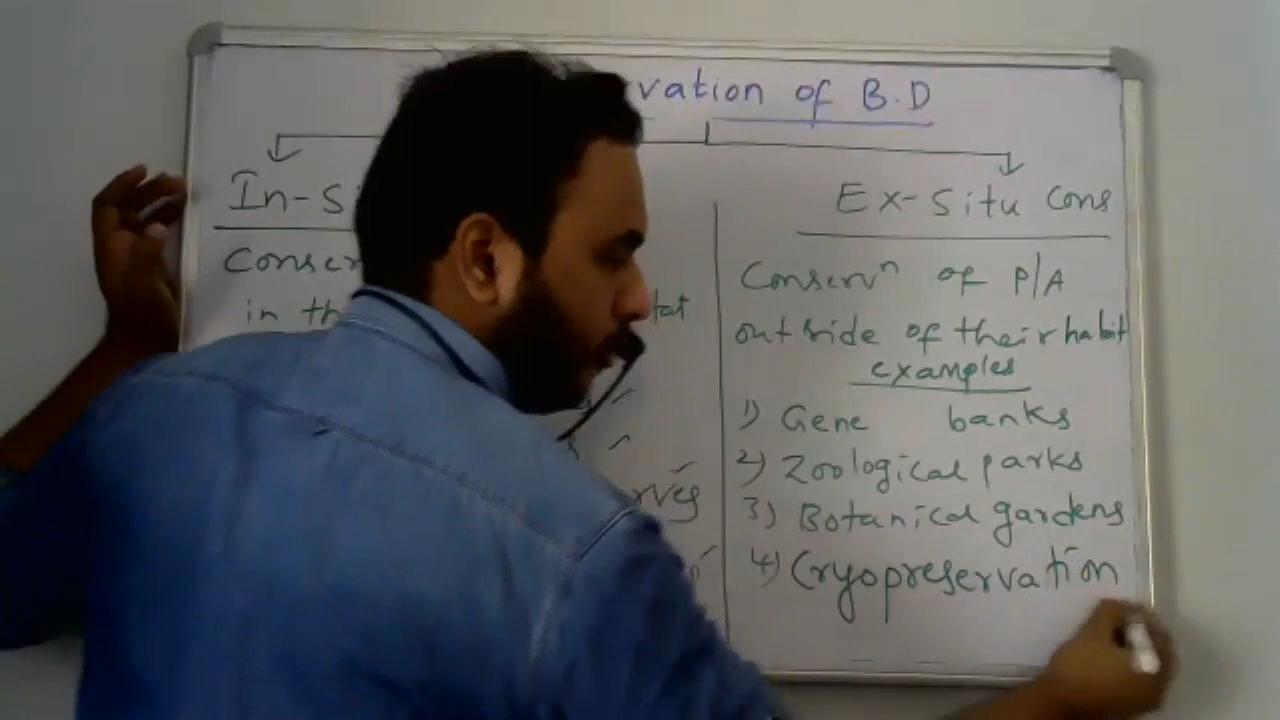 vation of B.D
In-S
Ex-Situ Cons
Conser
in th
tat
Conservⁿ of P/A
outside of their habit
examples
1) Gene banks
2) Zoological parks
3) Botanical gardens
4) Cryopreservation
rves